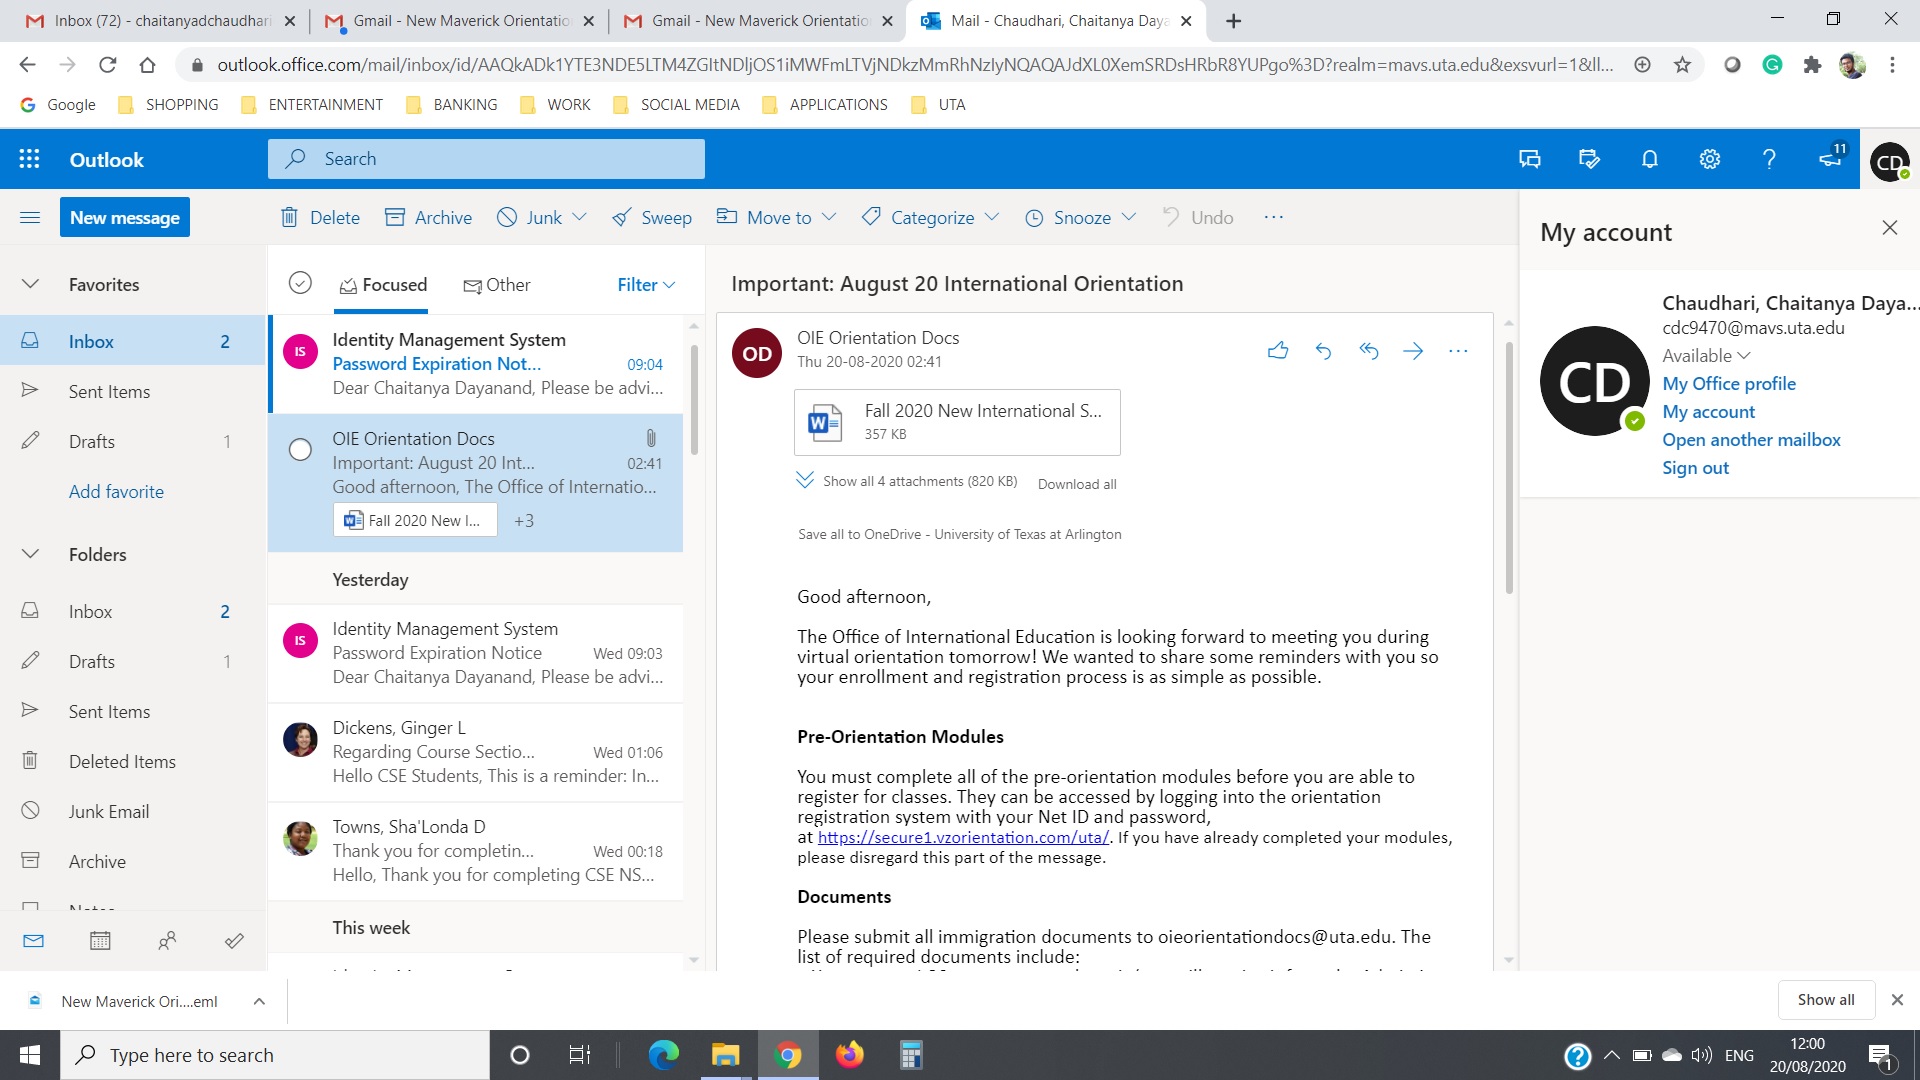 Inbox (72) - chaitanyadchaudhari
Gmail - New Maverick Orientatio
Gmail - New Maverick Orientatio
Mail - Chaudhari, Chaitanya Daya
outlook.office.com/mail/inbox/id/AAQkADk1YTE3NDE5LTM4ZGItNDljOS1iMWFmLTVjNDkzMmRhNzIyNQAQAJdXL0XemSRDsHRbR8YUPgo%3D?realm=mavs.uta.edu&exsvurl=1&ll...
Google
SHOPPING
ENTERTAINMENT
BANKING
WORK
SOCIAL MEDIA
APPLICATIONS
UTA
Outlook
Search
11
CD
New message
Delete
Archive
Junk
Sweep
Move to
Categorize
Snooze
Undo
Favorites
Inbox 2
Sent Items
Drafts 1
Add favorite
Folders
Inbox 2
Drafts 1
Sent Items
Deleted Items
Junk Email
Archive
Focused
Other
Filter
IS
Identity Management System
Password Expiration Not... 09:04
Dear Chaitanya Dayanand, Please be advi...
OIE Orientation Docs
Important: August 20 Int... 02:41
Good afternoon, The Office of Internatio...
Fall 2020 New I... +3
Yesterday
IS
Identity Management System
Password Expiration Notice Wed 09:03
Dear Chaitanya Dayanand, Please be advi...
Dickens, Ginger L
Regarding Course Sectio... Wed 01:06
Hello CSE Students, This is a reminder: In...
Towns, Sha'Londa D
Thank you for completin... Wed 00:18
Hello, Thank you for completing CSE NS...
This week
Important: August 20 International Orientation
OD
OIE Orientation Docs
Thu 20-08-2020 02:41
Fall 2020 New International S...
357 KB
Show all 4 attachments (820 KB) Download all
Save all to OneDrive - University of Texas at Arlington
Good afternoon,
The Office of International Education is looking forward to meeting you during
virtual orientation tomorrow! We wanted to share some reminders with you so
your enrollment and registration process is as simple as possible.
Pre-Orientation Modules
You must complete all of the pre-orientation modules before you are able to
register for classes. They can be accessed by logging into the orientation
registration system with your Net ID and password,
at https://secure1.vzorientation.com/uta/. If you have already completed your modules,
please disregard this part of the message.
Documents
Please submit all immigration documents to oieorientationdocs@uta.edu. The
list of required documents include:
My account
CD
Chaudhari, Chaitanya Daya...
cdc9470@mavs.uta.edu
Available
My Office profile
My account
Open another mailbox
Sign out
New Maverick Ori....eml
Show all
Type here to search
ENG
12:00
20/08/2020
1